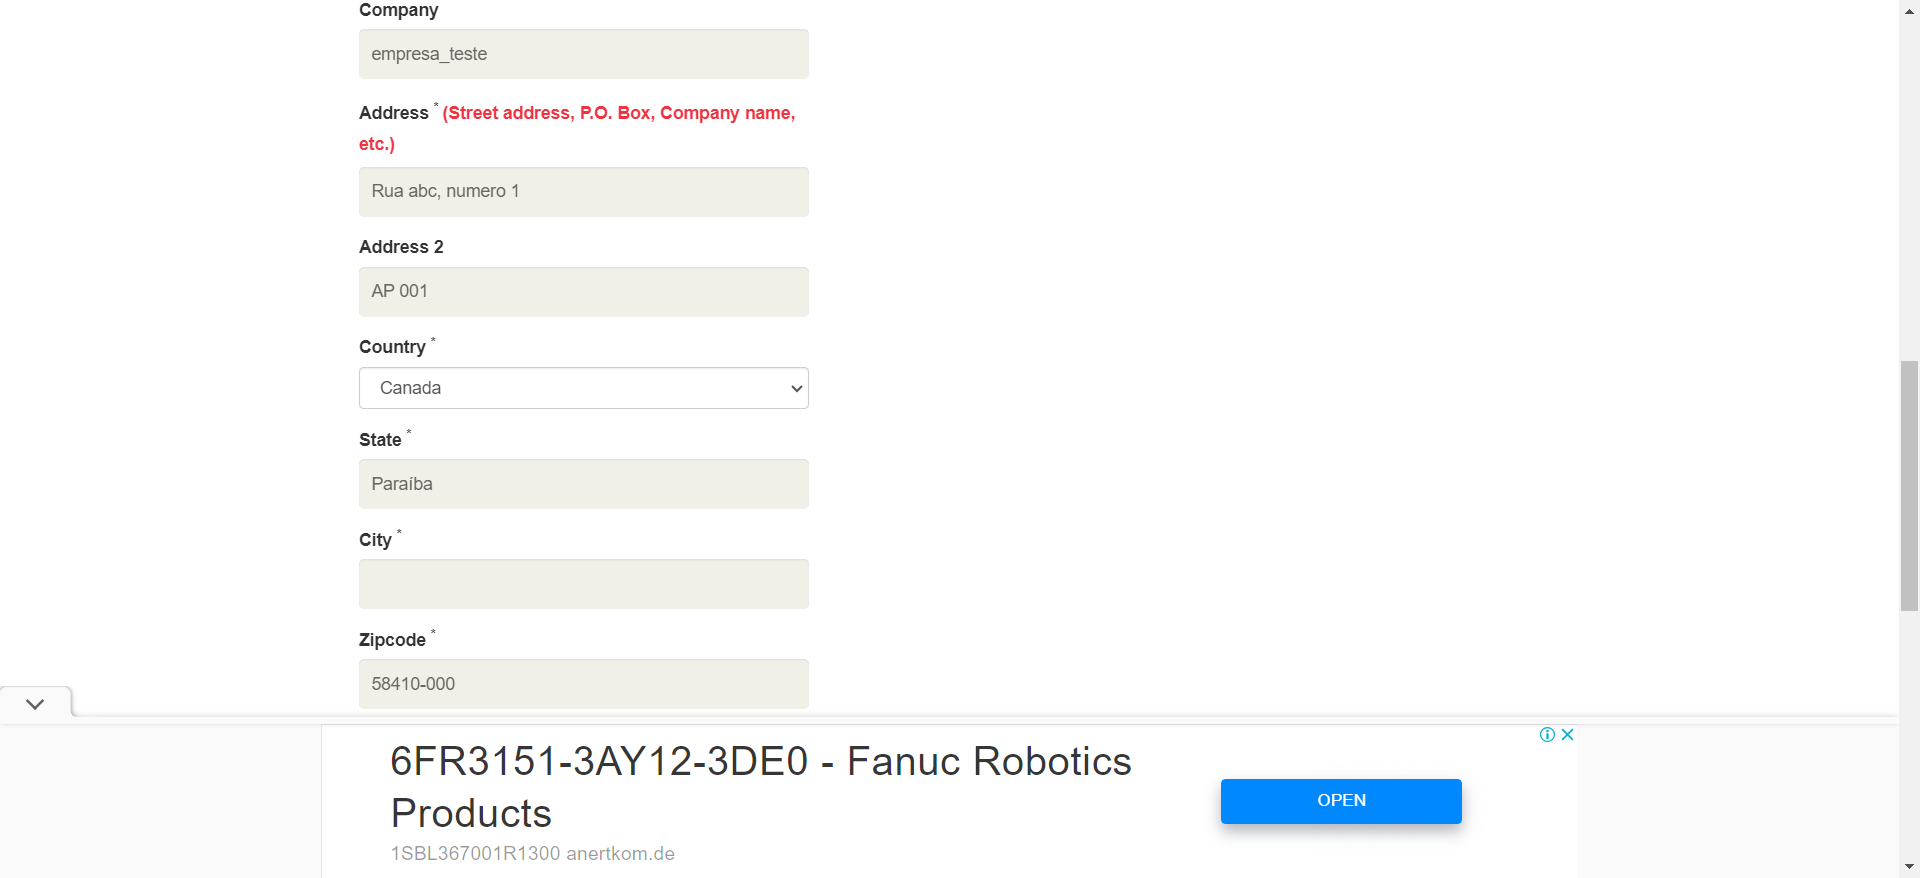 Company
empresa_teste
Address * (Street address, P.O. Box, Company name,
etc.)
Rua abc, numero 1
Address 2
AP 001
Country *
Canada
State *
Paraíba
City *
Zipcode *
58410-000
6FR3151-3AY12-3DE0 - Fanuc Robotics
Products
1SBL367001R1300 anertkom.de
OPEN